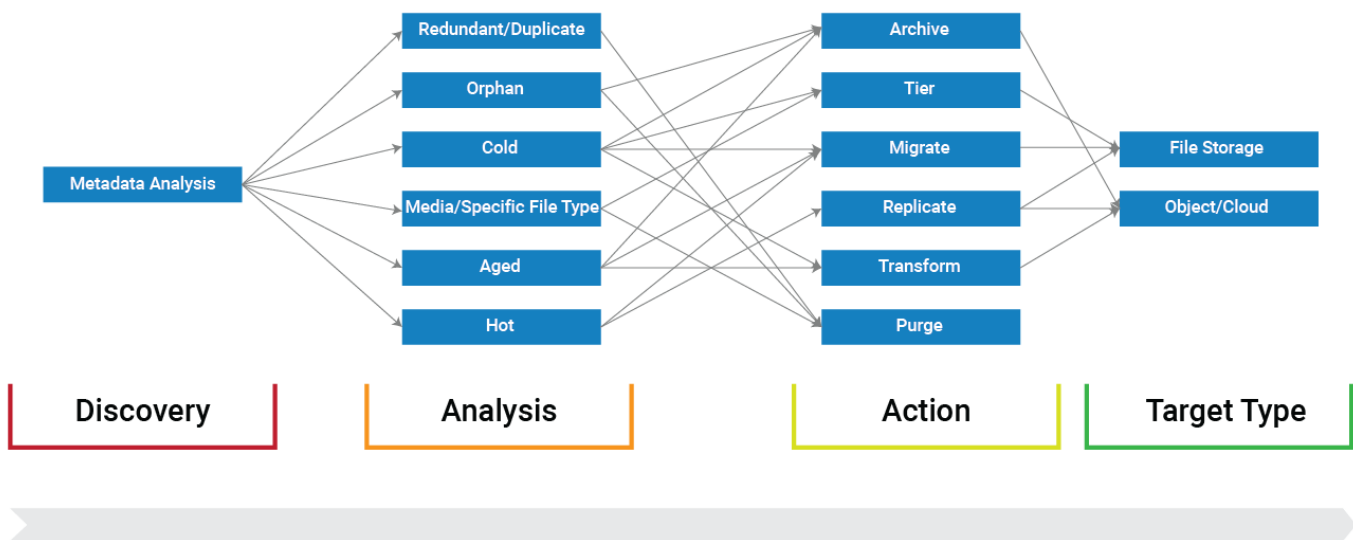 Redundant/Duplicate
Archive
Orphan
Tier
Cold
Migrate
File Storage
Metadata Analysis
Media/Specific File Type
Replicate
Object/Cloud
Aged
Transform
Hot
Purge
Discovery
Analysis
Action
Target Type